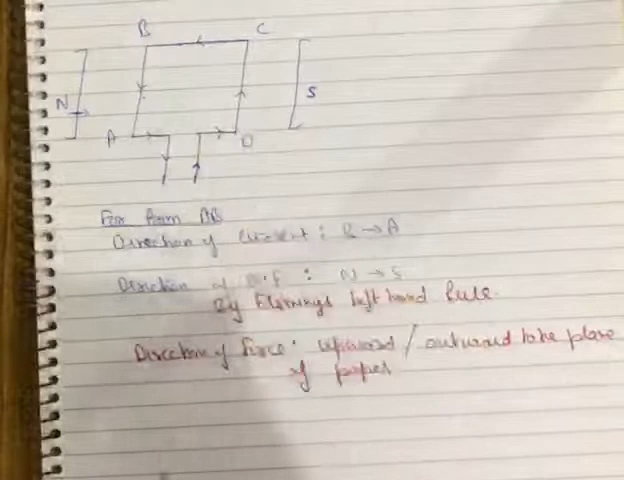 B
C
N
S
A
D
For Arm AB
Direction of Current : B → A
Direction of B.F : N → S
By Flemings left hand Rule.
Direction of Force : upward / outward to the plane
of paper